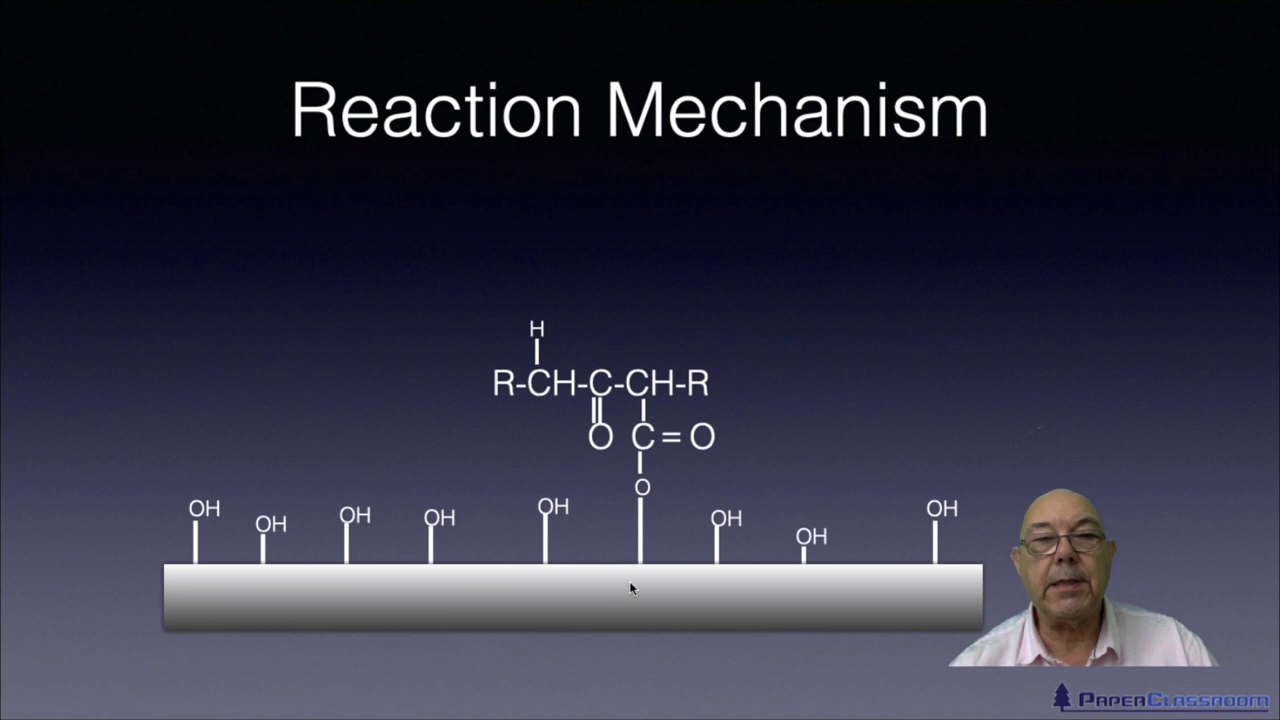 Reaction Mechanism
H
R-CH-C-CH-R
O C=O
O
OH OH OH OH OH OH OH OH
PAPERCLASSROOM